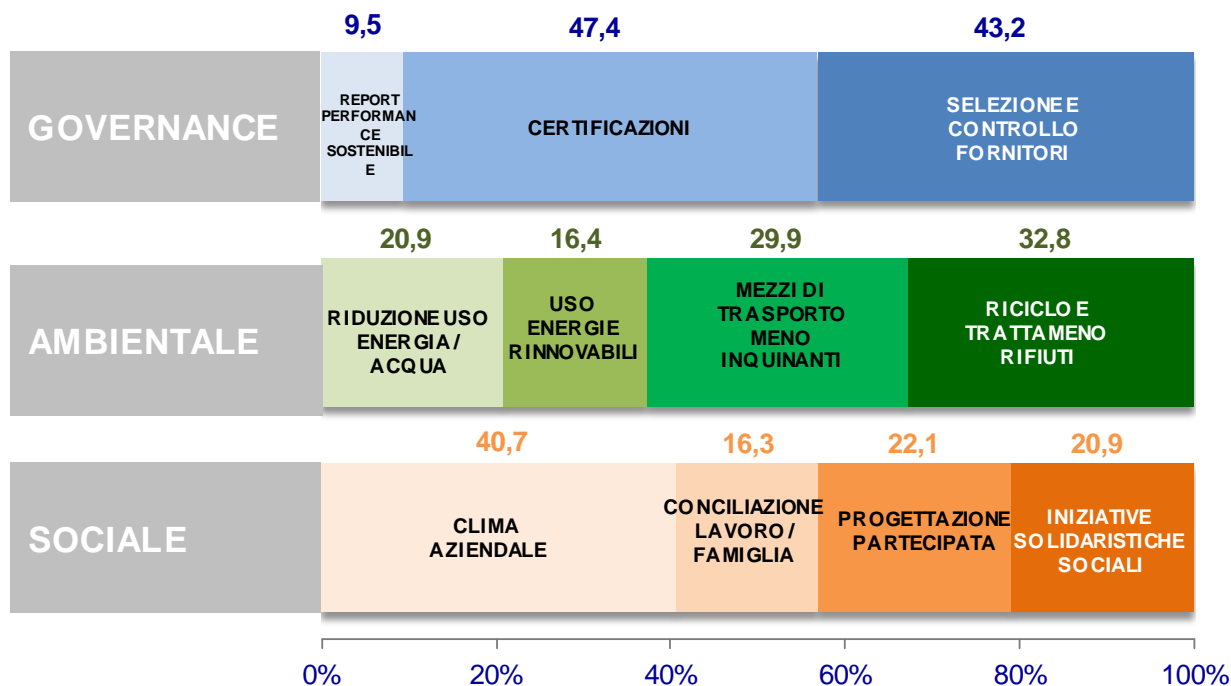 9,5 47,4 43,2
GOVERNANCE
REPORT
PERFORMAN
CE
SOSTENIBIL
E
CERTIFICAZIONI
SELEZIONE E
CONTROLLO
FORNITORI
20,9 16,4 29,9 32,8
AMBIENTALE
RIDUZIONE USO
ENERGIA /
ACQUA
USO
ENERGIE
RINNOVABILI
MEZZI DI
TRASPORTO
MENO
INQUINANTI
RICICLO E
TRATTAMENO
RIFIUTI
40,7 16,3 22,1 20,9
SOCIALE
CLIMA
AZIENDALE
CONCILIAZIONE
LAVORO /
FAMIGLIA
PROGETTAZIONE
PARTECIPATA
INIZIATIVE
SOLIDARISTICHE
SOCIALI
0% 20% 40% 60% 80% 100%